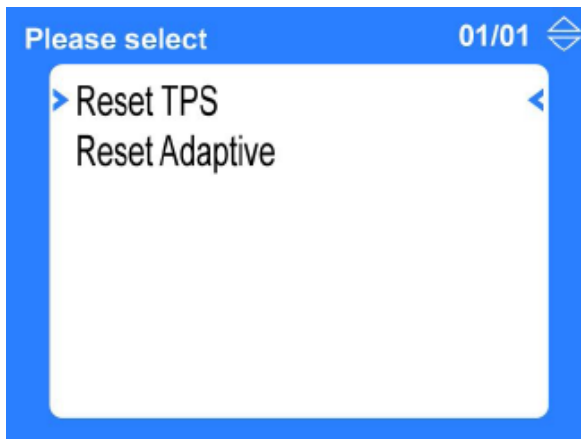 Please select 01/01
> Reset TPS <
Reset Adaptive